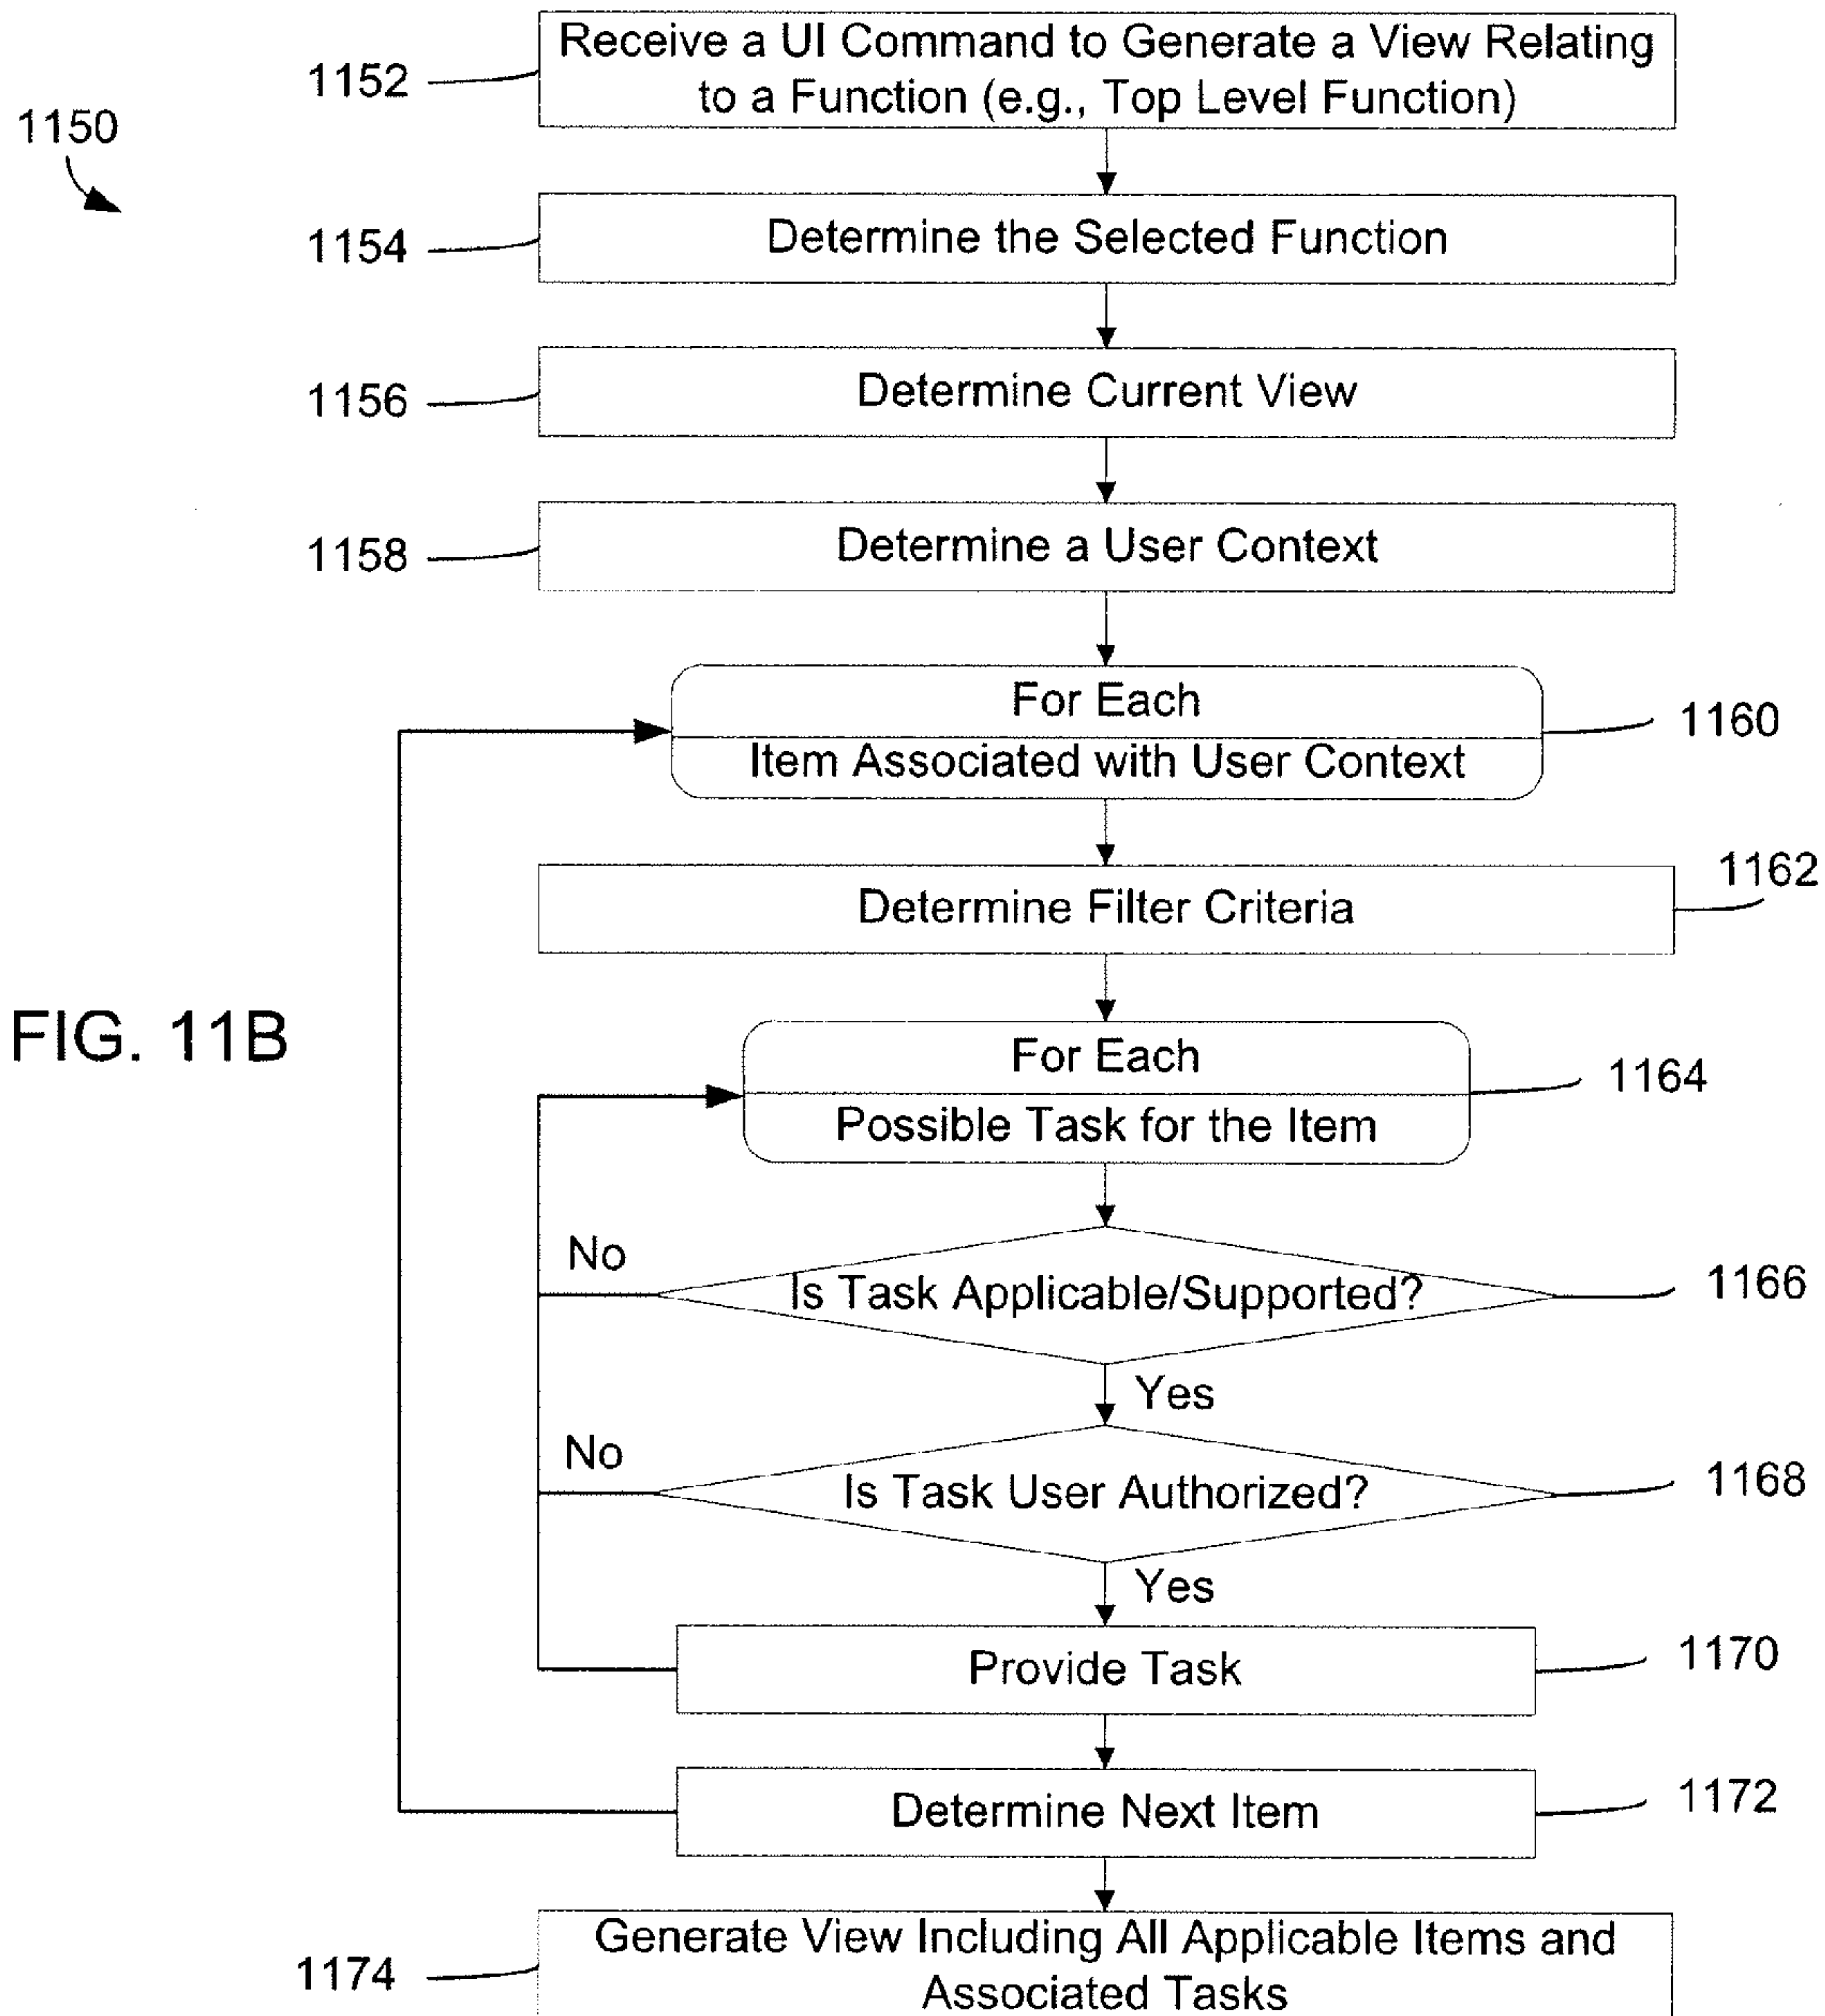 1150
1152
Receive a UI Command to Generate a View Relating
to a Function (e.g., Top Level Function)
1154
Determine the Selected Function
1156
Determine Current View
1158
Determine a User Context
For Each
Item Associated with User Context
1160
Determine Filter Criteria
1162
FIG. 11B
For Each
Possible Task for the Item
1164
No
Is Task Applicable/Supported?
1166
Yes
No
Is Task User Authorized?
1168
Yes
Provide Task
1170
Determine Next Item
1172
1174
Generate View Including All Applicable Items and
Associated Tasks